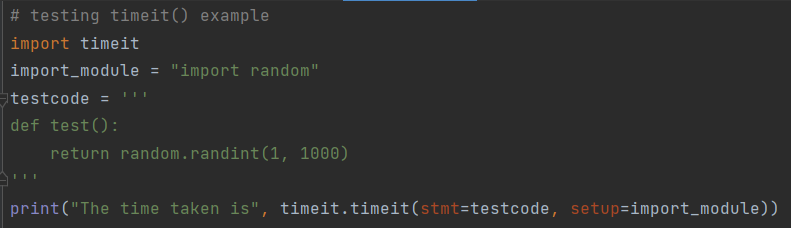 # testing timeit() example
import timeit
import_module = "import random"
testcode = '''
def test():
    return random.randint(1, 1000)
'''
print("The time taken is", timeit.timeit(stmt=testcode, setup=import_module))